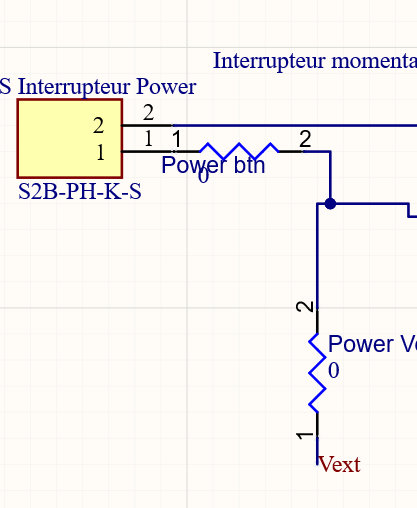 S Interrupteur Power
Interrupteur momenta
2
2
1
1
1
2
Power btn
0
S2B-PH-K-S
2
Power V
0
1
Vext